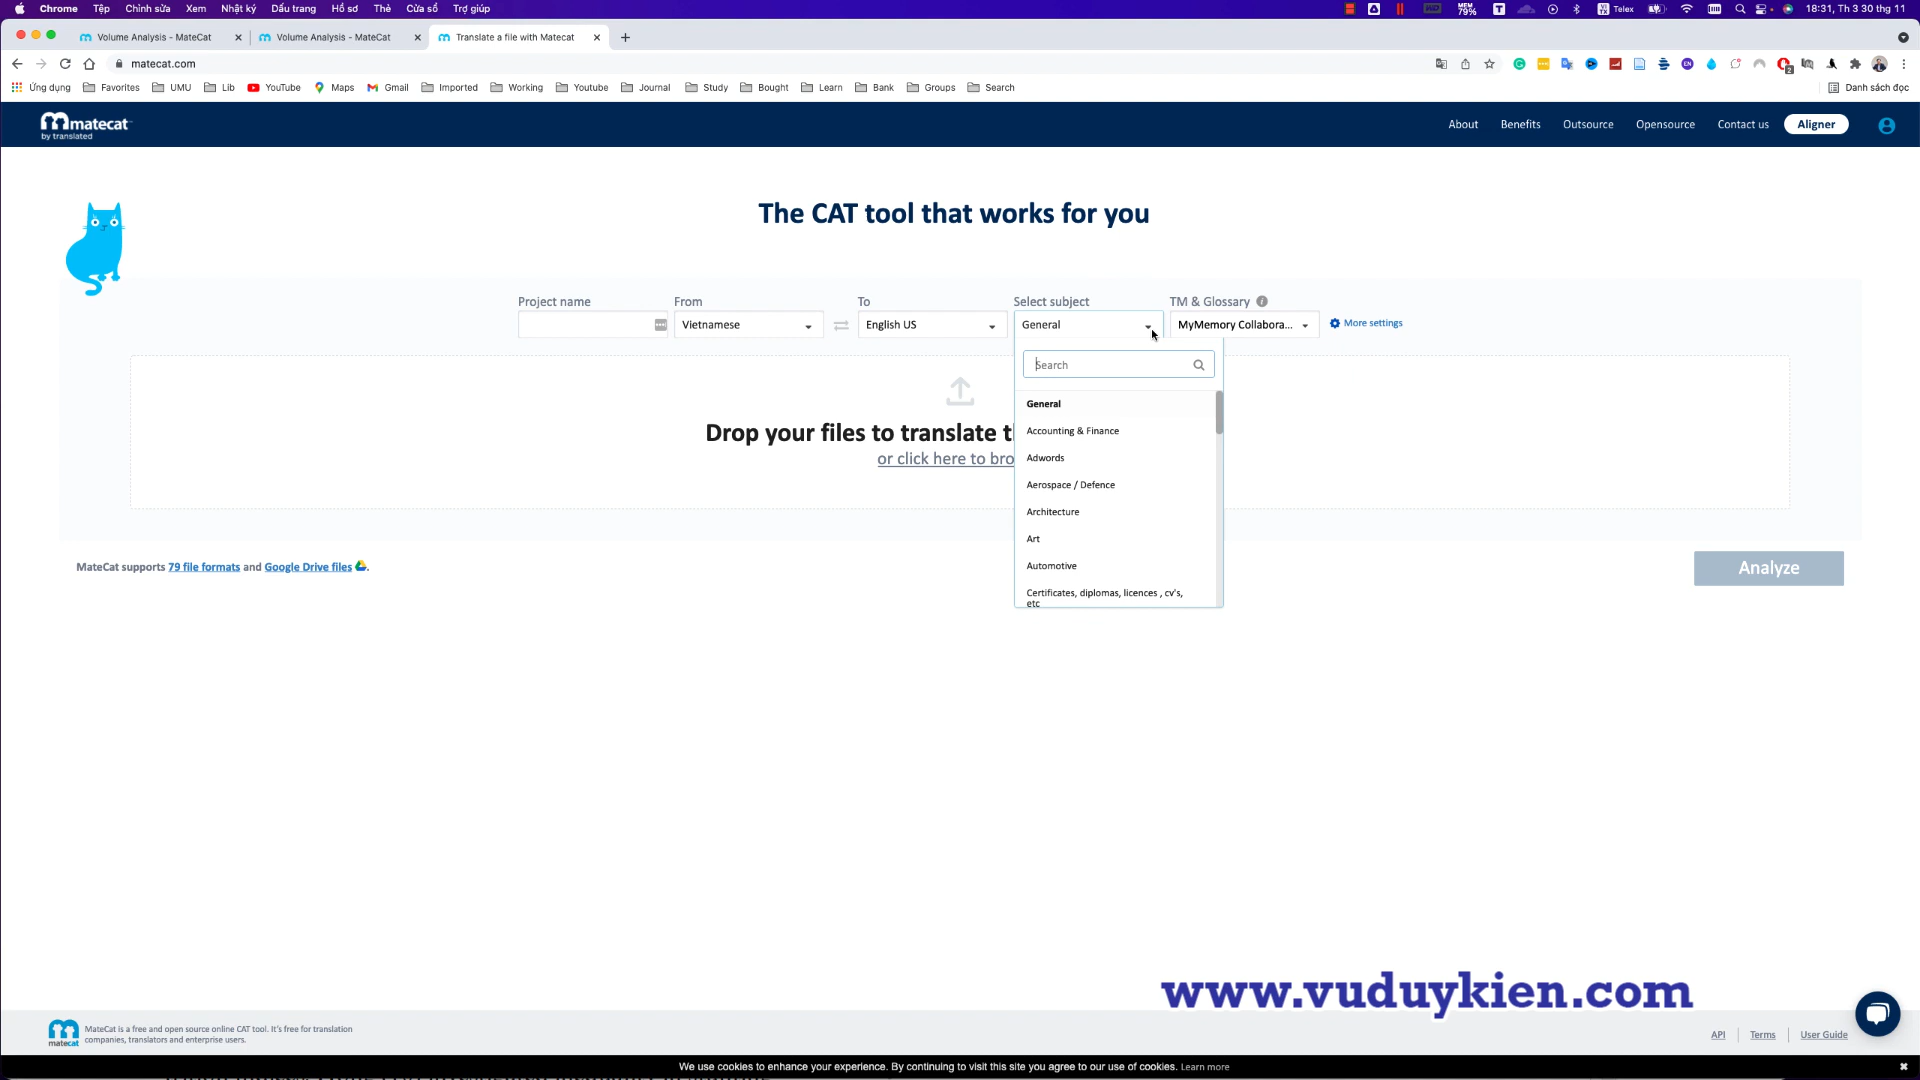 Chrome Tệp Chỉnh sửa Xem Nhật ký Dấu trang Hồ sơ Thẻ Cửa sổ Trợ giúp MEM 79% T Telex 18:31, Th 3 30 thg 11
Volume Analysis - MateCat Volume Analysis - MateCat Translate a file with Matecat
matecat.com
Ứng dụng Favorites UMU Lib YouTube Maps Gmail Imported Working Youtube Journal Study Bought Learn Bank Groups Search Danh sách đọc
matecat About Benefits Outsource Opensource Contact us Aligner
by translated
The CAT tool that works for you
Project name From To Select subject TM & Glossary
Vietnamese English US General MyMemory Collabora... More settings
Search
General
Drop your files to translate t
Accounting & Finance
or click here to bro
Adwords
Aerospace / Defence
Architecture
Art
Automotive
Certificates, diplomas, licences , cv's,
etc
MateCat supports 79 file formats and Google Drive files.
Analyze
www.vuduykien.com
matecat
MateCat is a free and open source online CAT tool. It's free for translation
companies, translators and enterprise users.
API Terms User Guide
We use cookies to enhance your experience. By continuing to visit this site you agree to our use of cookies. Learn more